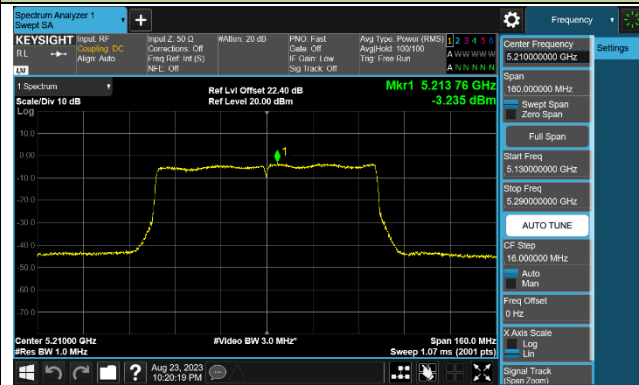 Spectrum Analyzer 1
Swept SA
+
Frequency
KEYSIGHT
RL
LXI
Input: RF
Coupling: DC
Align: Auto
Input Z: 50 Ω
Corrections: Off
Freq Ref: Int (S)
NFE: Off
#Atten: 20 dB
PNO: Fast
Gate: Off
IF Gain: Low
Sig Track: Off
Avg Type: Power (RMS)
Avg|Hold: 100/100
Trig: Free Run
1 2 3 4 5 6
A W W W W W
A N N N N N
1 Spectrum
Scale/Div 10 dB
Log
Ref Lvl Offset 22.40 dB
Ref Level 20.00 dBm
Mkr1 5.213 76 GHz
-3.235 dBm
10.0
0.00
-10.0
-20.0
-30.0
-40.0
-50.0
-60.0
-70.0
1
Center 5.21000 GHz
#Res BW 1.0 MHz
#Video BW 3.0 MHz*
Span 160.0 MHz
Sweep 1.07 ms (2001 pts)
?
Aug 23, 2023
10:20:19 PM
Center Frequency
5.210000000 GHz
Settings
Span
160.000000 MHz
Swept Span
Zero Span
Full Span
Start Freq
5.130000000 GHz
Stop Freq
5.290000000 GHz
AUTO TUNE
CF Step
16.000000 MHz
Auto
Man
Freq Offset
0 Hz
X Axis Scale
Log
Lin
Signal Track
(Span Zoom)